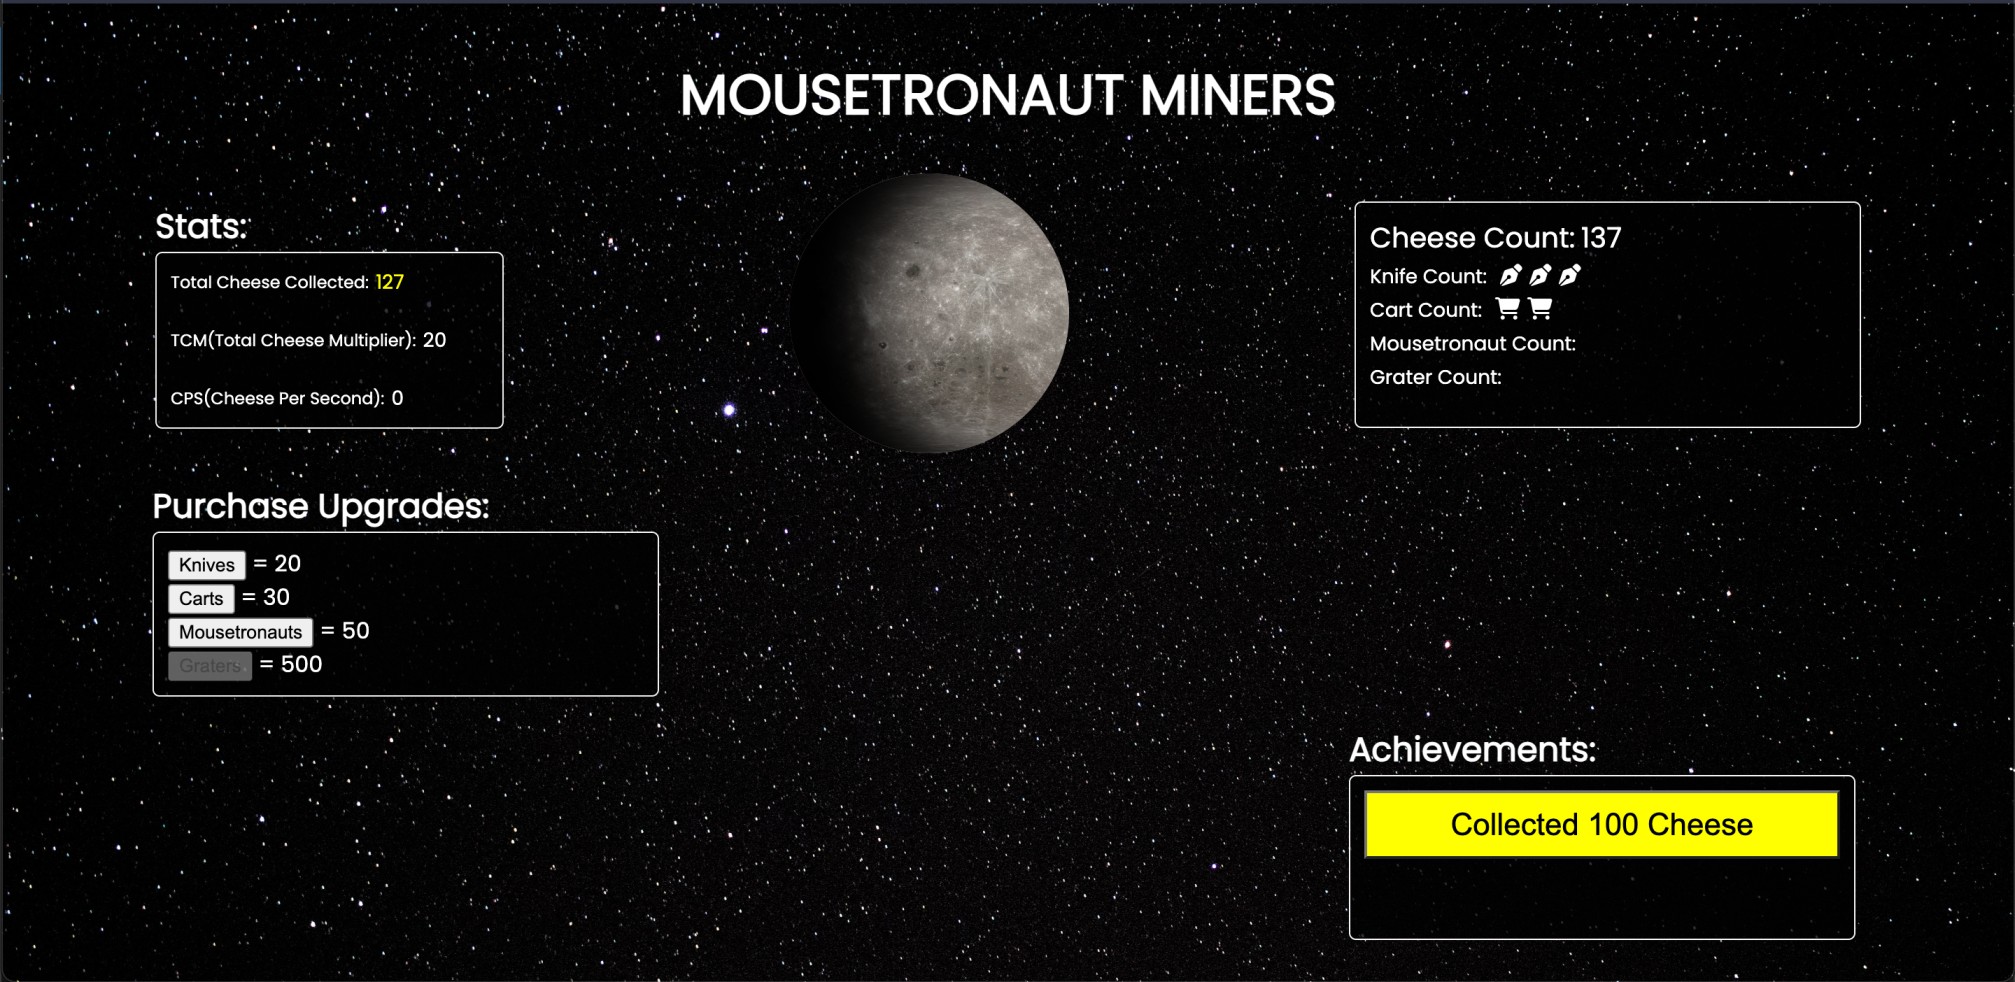 MOUSETRONAUT MINERS
Stats:
Total Cheese Collected: 127
TCM(Total Cheese Multiplier): 20
CPS(Cheese Per Second): 0
Cheese Count: 137
Knife Count:
Cart Count:
Mousetronaut Count:
Grater Count:
Purchase Upgrades:
Knives = 20
Carts = 30
Mousetronauts = 50
Graters = 500
Achievements:
Collected 100 Cheese